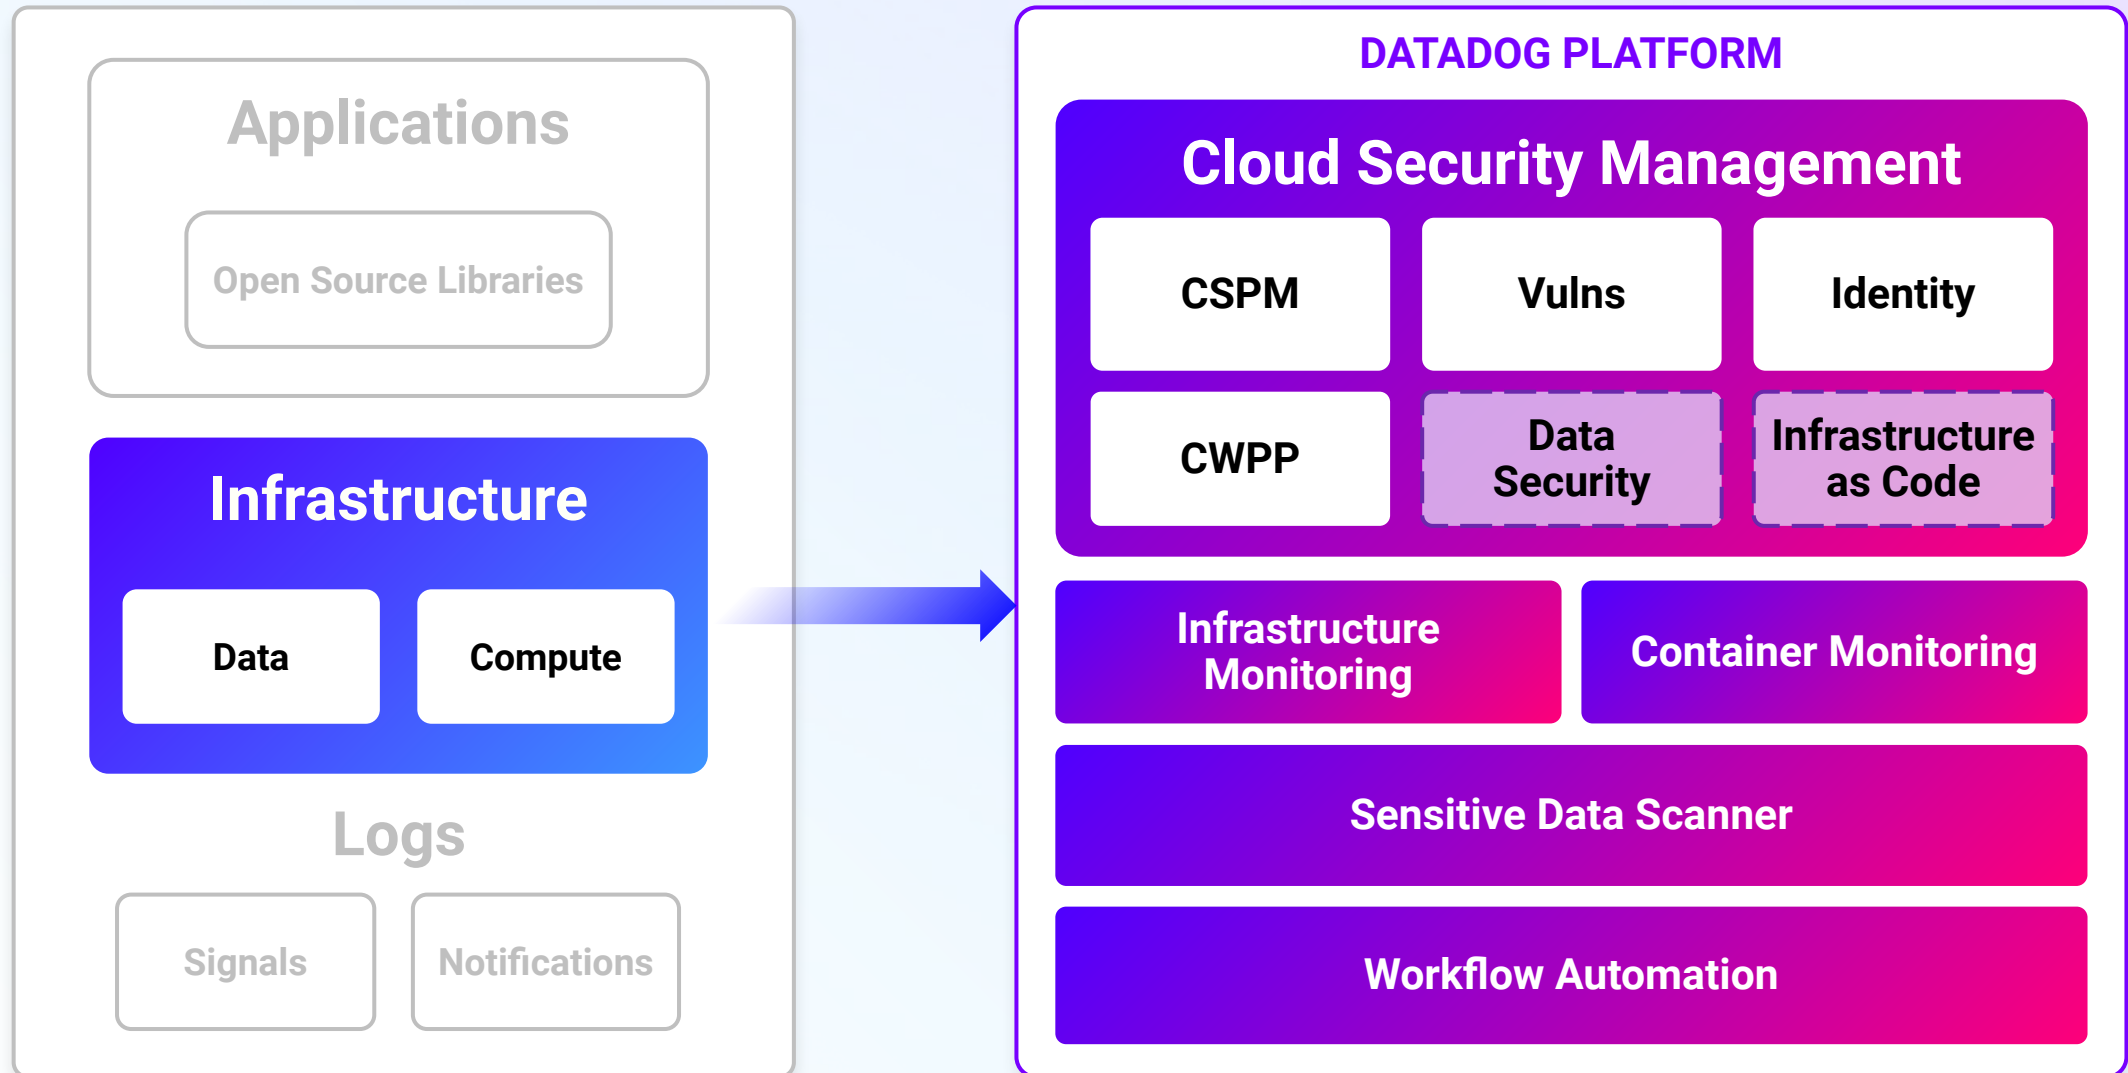 Applications
Open Source Libraries
Infrastructure
Data
Compute
Logs
Signals
Notifications
DATADOG PLATFORM
Cloud Security Management
CSPM
Vulns
Identity
CWPP
Data
Security
Infrastructure
as Code
Infrastructure
Monitoring
Container Monitoring
Sensitive Data Scanner
Workflow Automation